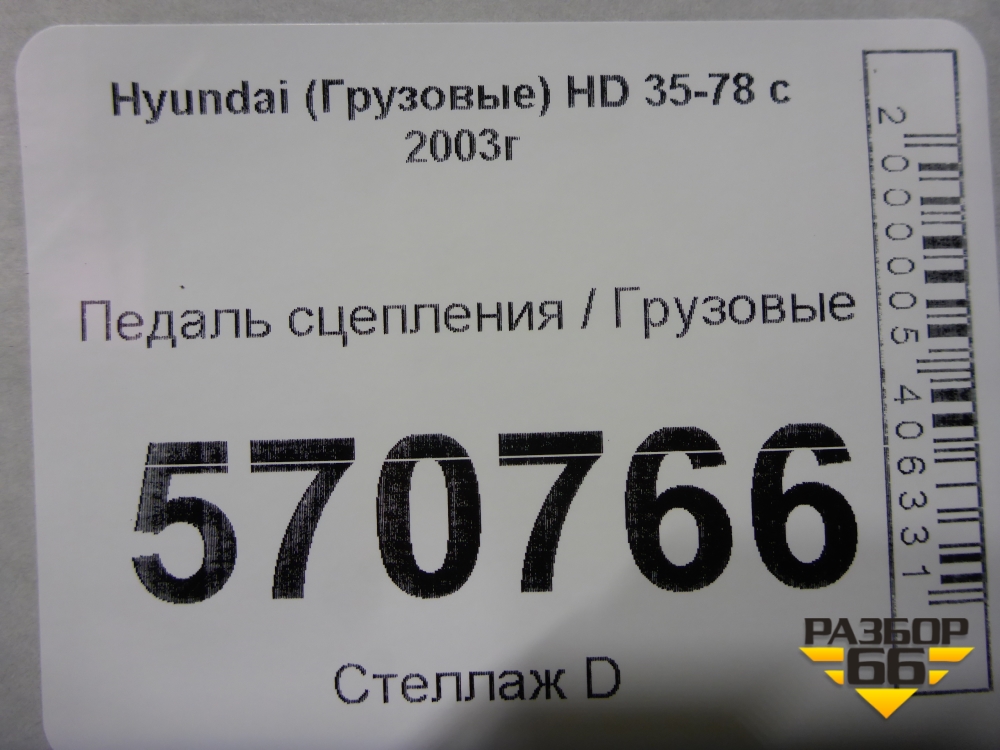 Hyundai (Грузовые) HD 35-78 с
2003г
Педаль сцепления / Грузовые
570766
Стеллаж D
2000005406331
РАЗБОР
66